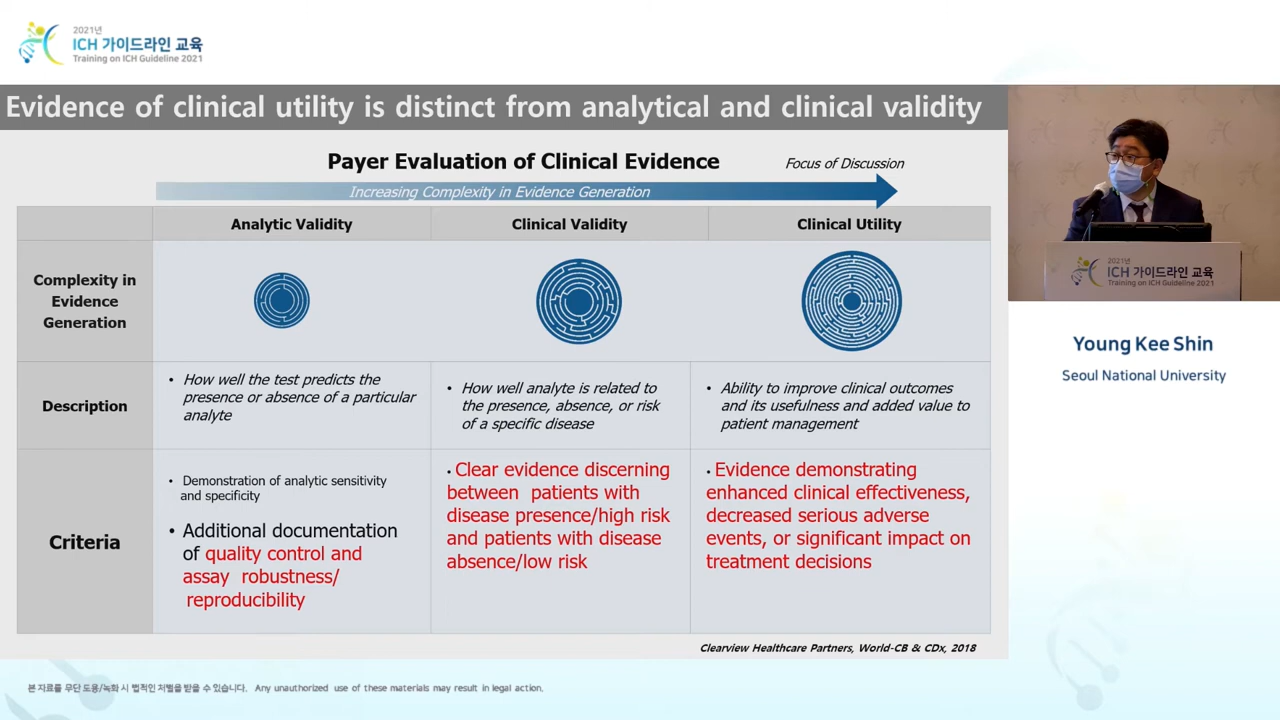 2021년
ICH 가이드라인 교육
Training on ICH Guideline 2021
Evidence of clinical utility is distinct from analytical and clinical validity
Payer Evaluation of Clinical Evidence
Focus of Discussion
Increasing Complexity in Evidence Generation
Analytic Validity
Clinical Validity
Clinical Utility
Complexity in
Evidence
Generation
Description
• How well the test predicts the
presence or absence of a particular
analyte
• How well analyte is related to
the presence, absence, or risk
of a specific disease
• Ability to improve clinical outcomes
and its usefulness and added value to
patient management
Criteria
• Demonstration of analytic sensitivity
and specificity
• Additional documentation
of quality control and
assay robustness/
reproducibility
• Clear evidence discerning
between patients with
disease presence/high risk
and patients with disease
absence/low risk
• Evidence demonstrating
enhanced clinical effectiveness,
decreased serious adverse
events, or significant impact on
treatment decisions
Clearview Healthcare Partners, World-CB & CDx, 2018
2021년
ICH 가이드라인 교육
Training on ICH Guideline 2021
Young Kee Shin
Seoul National University
본 자료를 무단 도용/녹화 시 법적인 처벌을 받을 수 있습니다. Any unauthorized use of these materials may result in legal action.